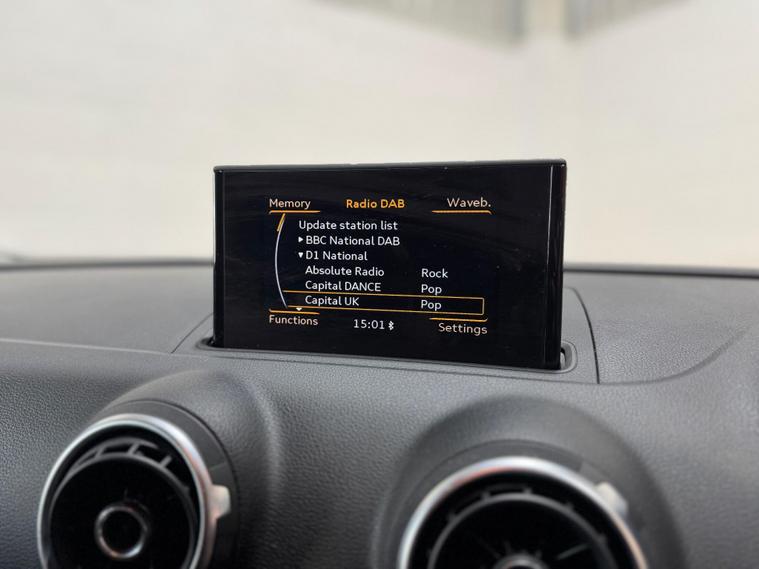 Memory Radio DAB Waveb.
Update station list
BBC National DAB
D1 National
Absolute Radio Rock
Capital DANCE Pop
Capital UK Pop
Functions 15:01 Settings